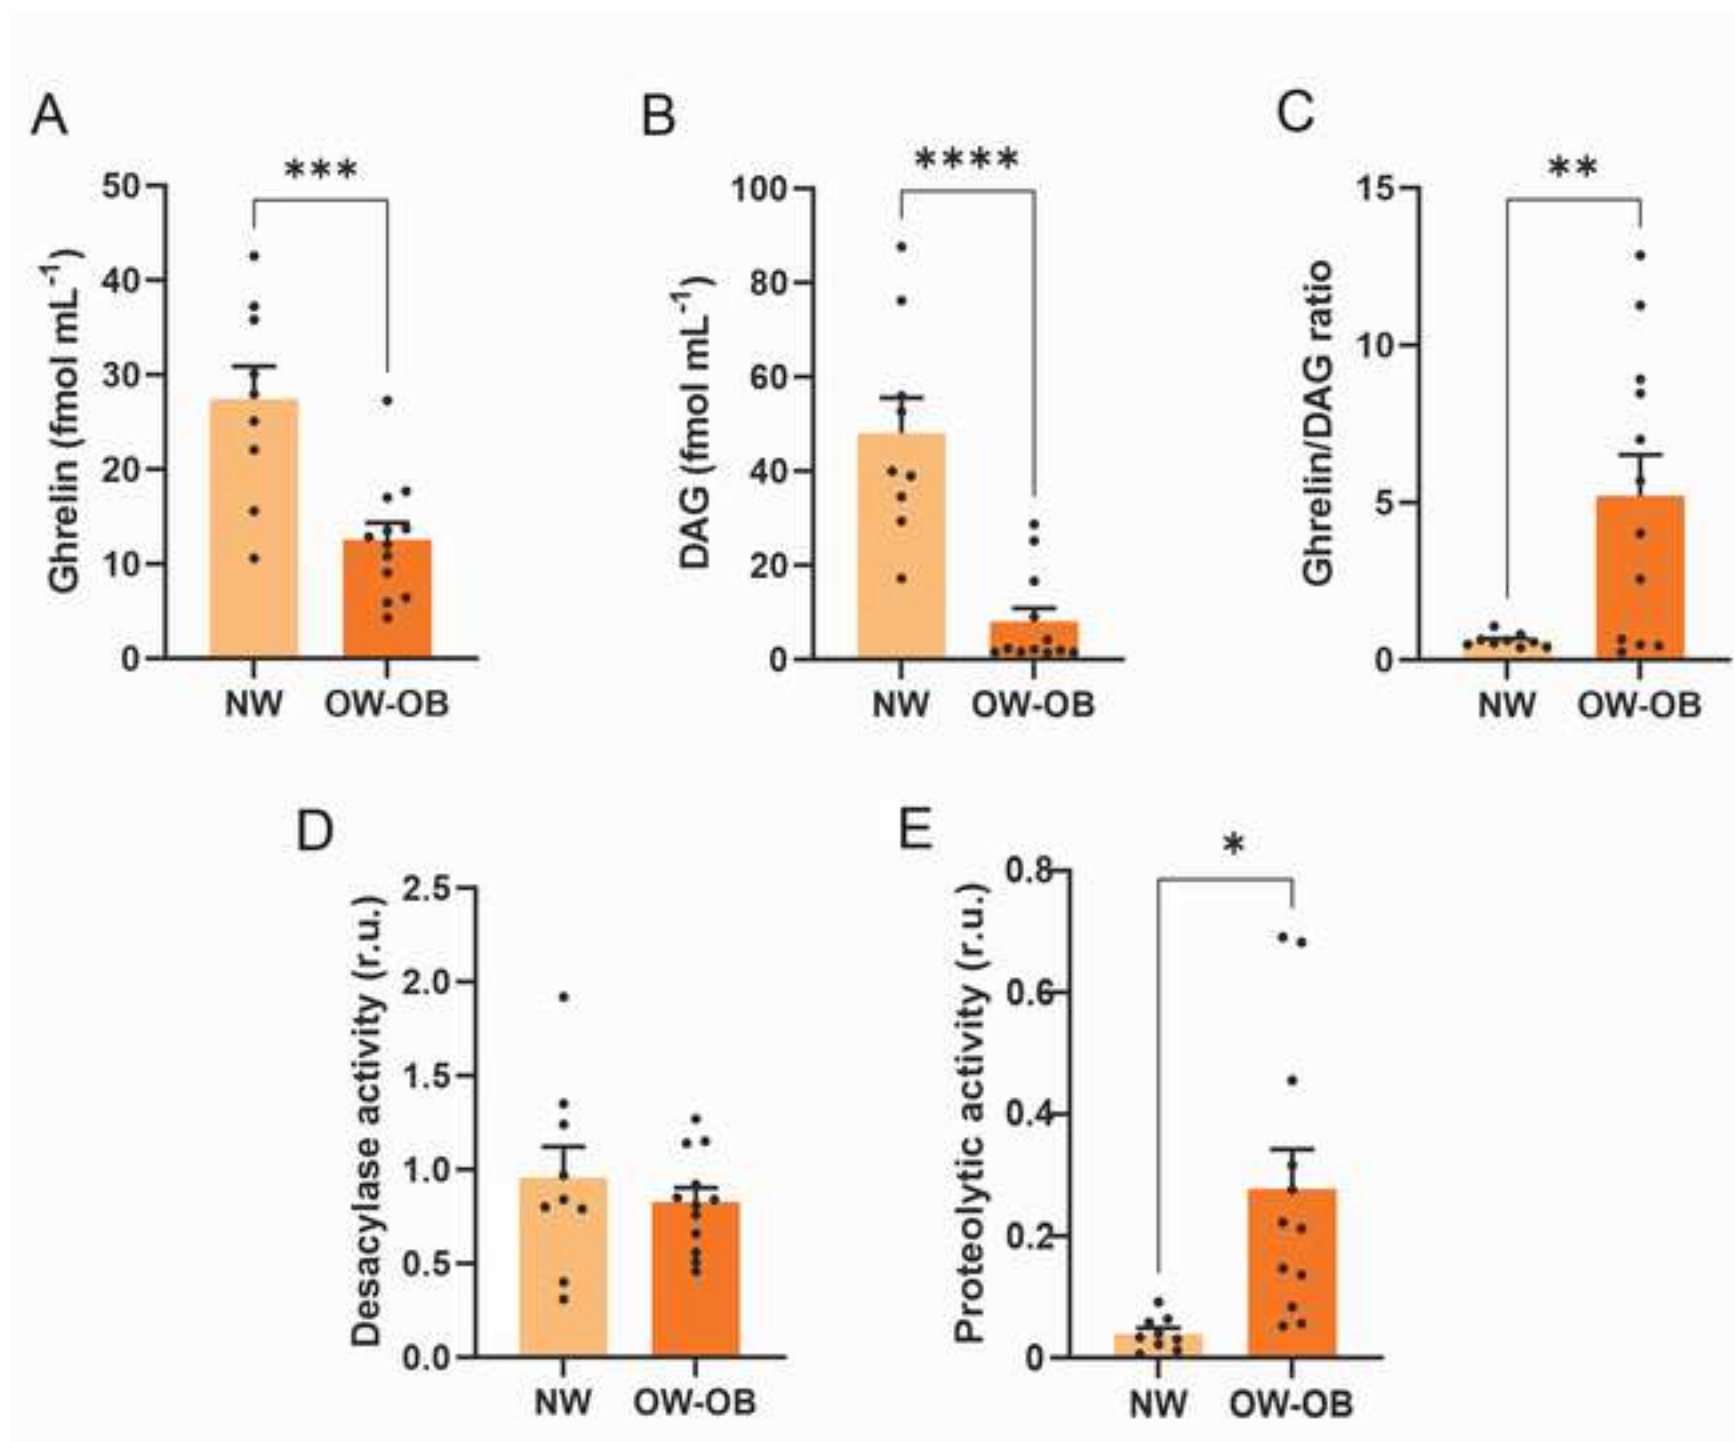 A
***
Ghrelin (fmol mL-1)
50
40
30
20
10
0
NW OW-OB
B
****
DAG (fmol mL-1)
100
80
60
40
20
0
NW OW-OB
C
**
Ghrelin/DAG ratio
15
10
5
0
NW OW-OB
D
Desacylase activity (r.u.)
2.5
2.0
1.5
1.0
0.5
0.0
NW OW-OB
E
*
Proteolytic activity (r.u.)
0.8
0.6
0.4
0.2
0
NW OW-OB